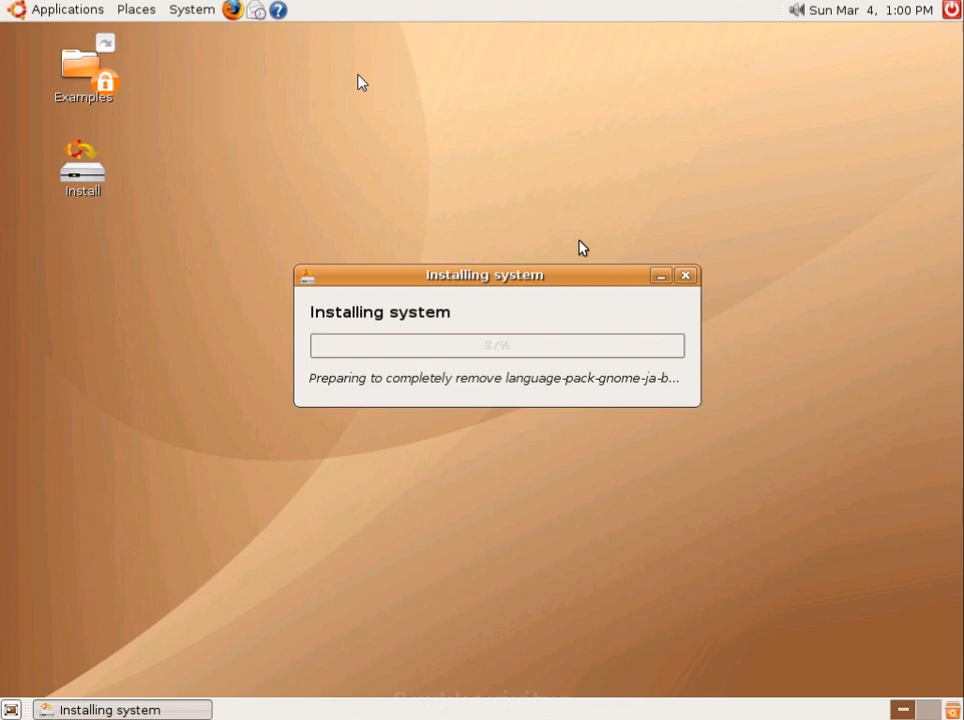 Applications Places System Sun Mar 4, 1:00 PM
Examples
Install
Installing system
Installing system
Preparing to completely remove language-pack-gnome-ja-b...
Installing system